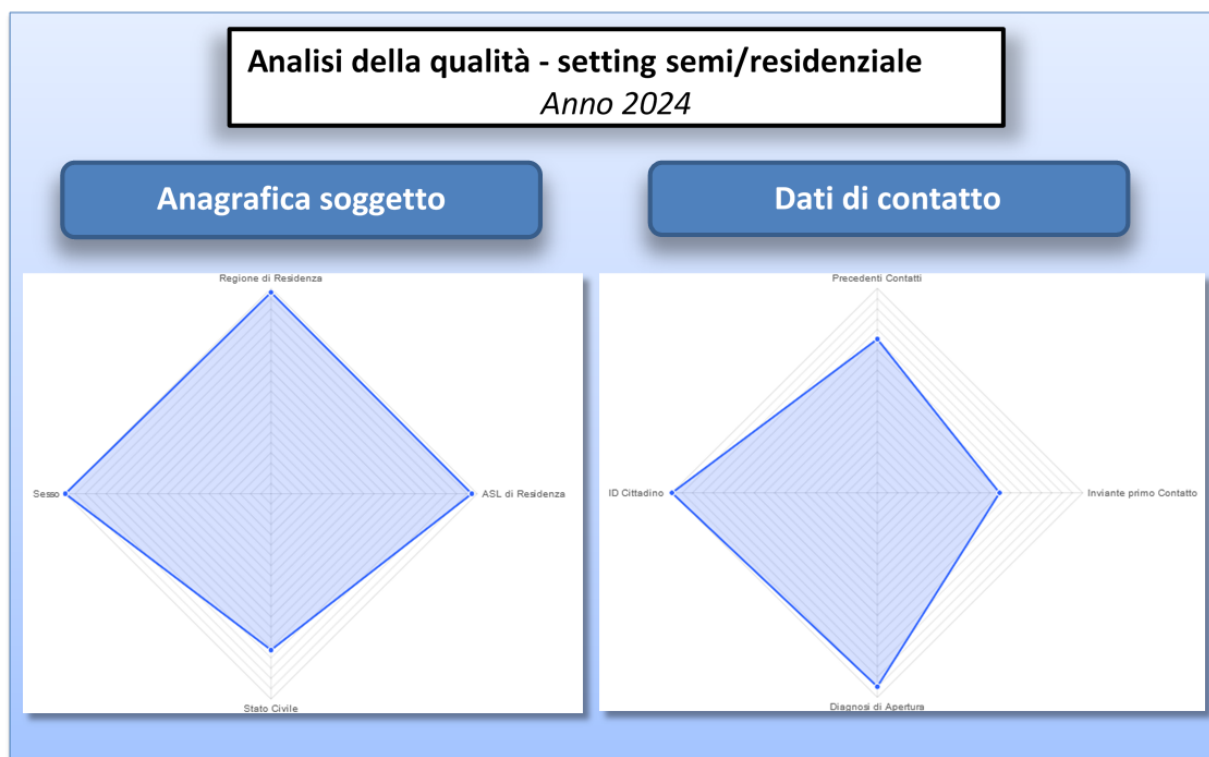 Analisi della qualità - setting semi/residenziale
Anno 2024
Anagrafica soggetto
Dati di contatto
Regione di Residenza
Sesso
ASL di Residenza
Stato Civile
Precedenti Contatti
ID Cittadino
Inviante primo Contatto
Diagnosi di Apertura